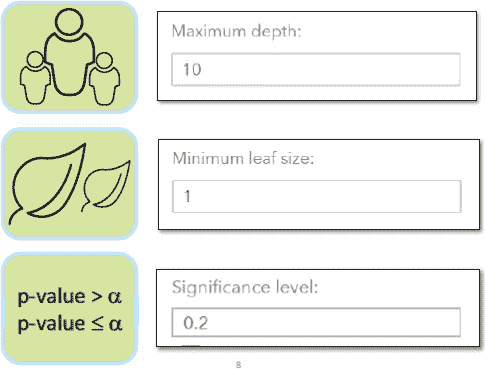 Maximum depth:
10
Minimum leaf size:
1
p-value > α
p-value ≤ α
Significance level:
0.2
8